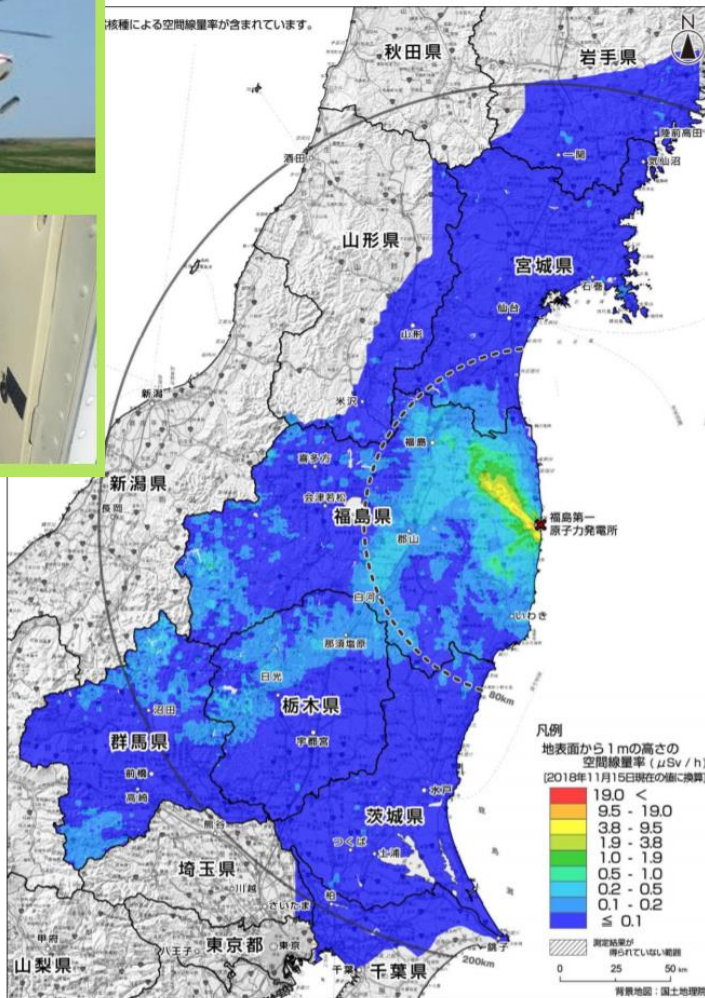 核種による空間線量率が含まれています。
N
秋田県
岩手県
陸前高田
一関
気仙沼
酒田
山形県
宮城県
石巻
仙台
山形
新潟
米沢
福島
喜多方
新潟県
会津若松
長岡
福島県
福島第一
原子力発電所
郡山
白河
いわき
那須塩原
日光
80km
沼田
栃木県
群馬県
宇都宮
前橋
高崎
水戸
茨城県
熊谷
つくば
土浦
埼玉県
川越
柏
さいたま
甲府
八王子
東京都
東京
銚子
山梨県
千葉
千葉県
200km
凡例
地表面から1mの高さの
空間線量率(μSv / h)
[2018年11月15日現在の値に換算]
19.0 <
9.5 - 19.0
3.8 - 9.5
1.9 - 3.8
1.0 - 1.9
0.5 - 1.0
0.2 - 0.5
0.1 - 0.2
≦ 0.1
測定結果が
得られていない範囲
0 25 50 km
背景地図:国土地理院